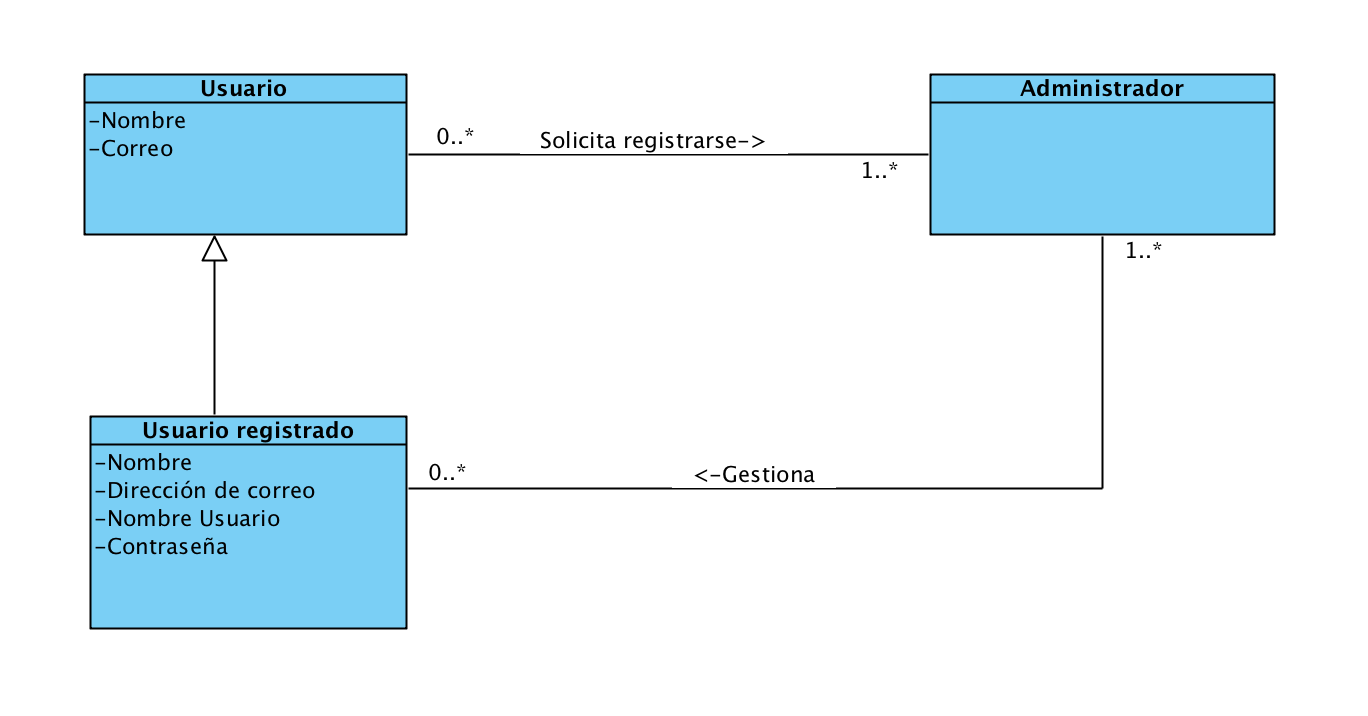 Usuario
-Nombre
-Correo
0..*
Solicita registrarse->
1..*
Administrador
1..*
Usuario registrado
-Nombre
-Dirección de correo
-Nombre Usuario
-Contraseña
0..*
<-Gestiona